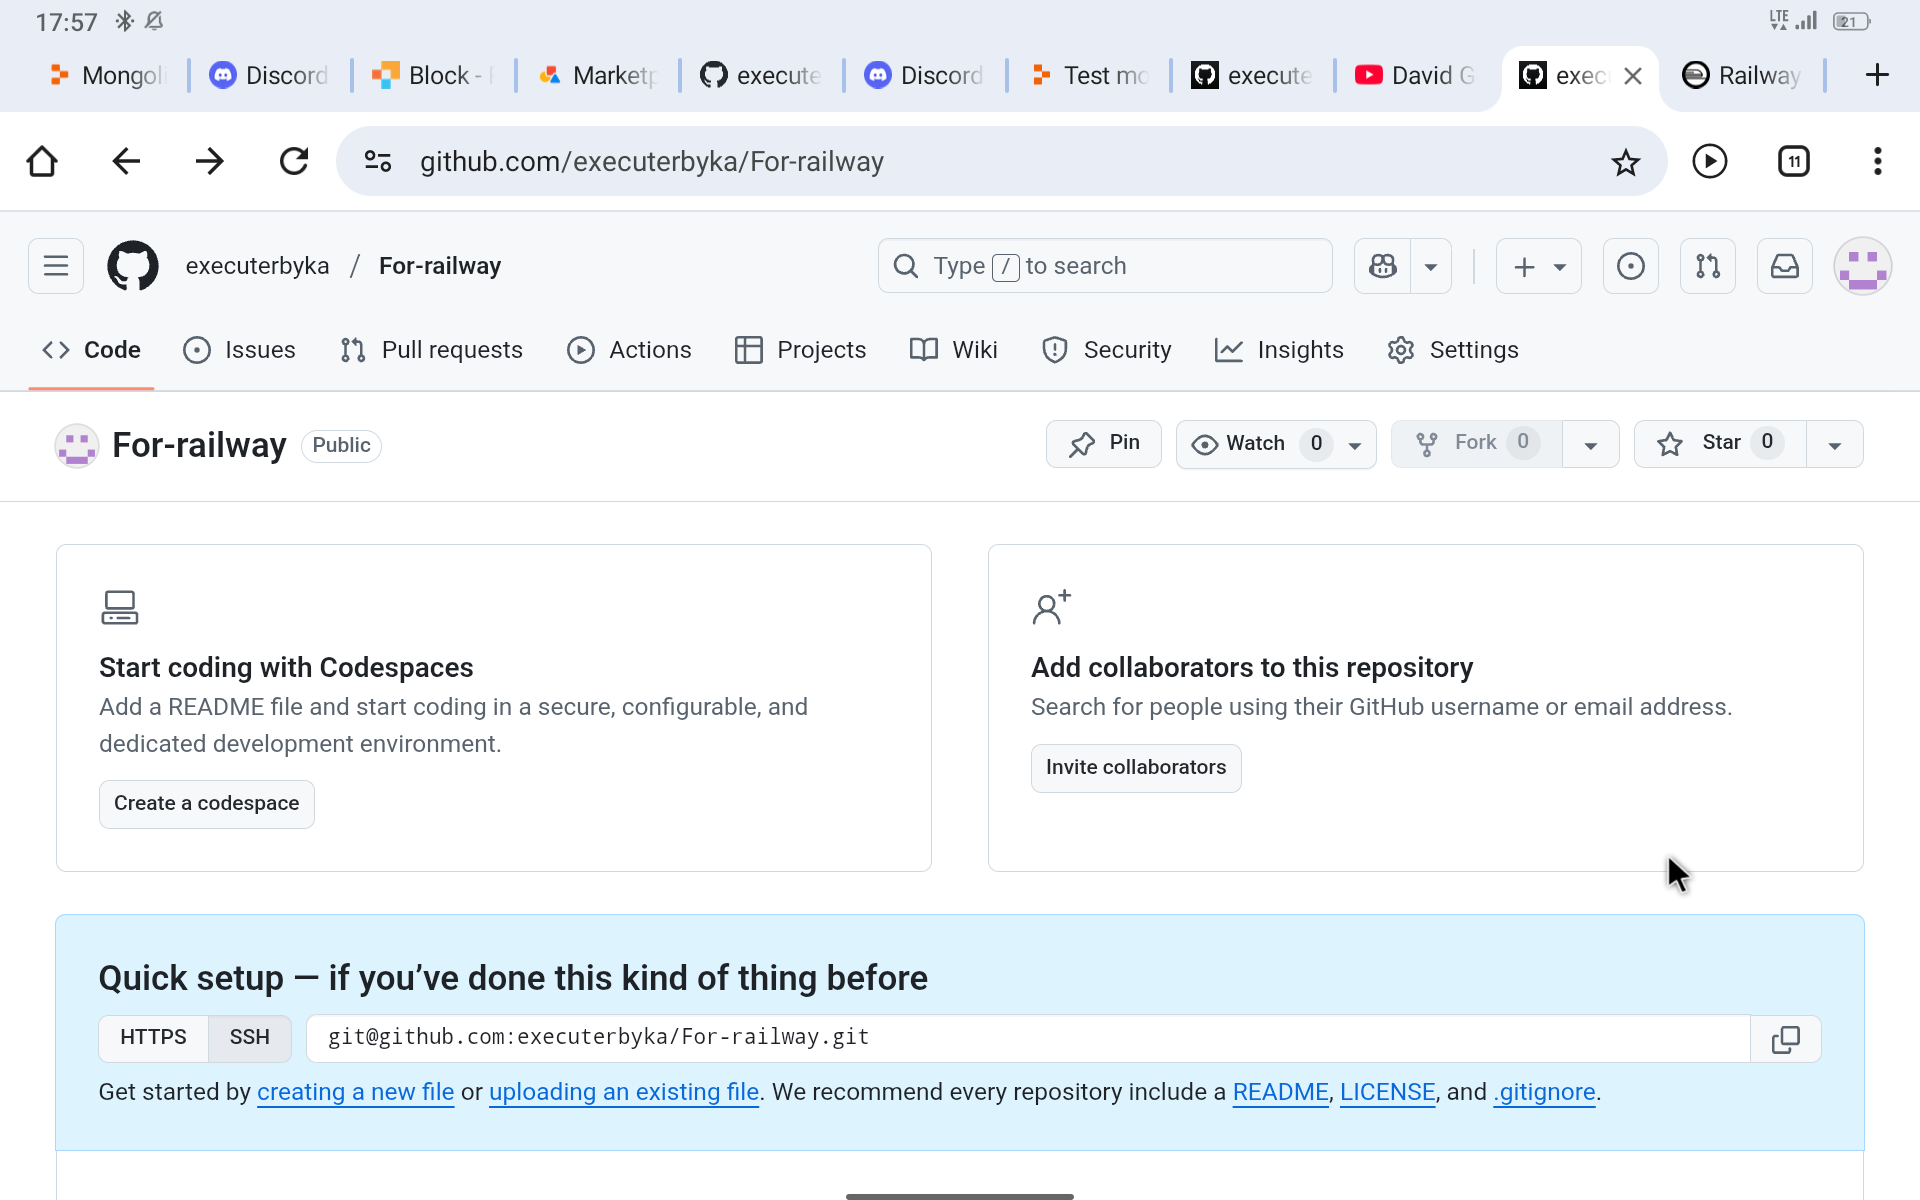 17:57 LTE 21
Mongol Discord Block - Marketp execute Discord Test mo execute David G exec Railway
github.com/executerbyka/For-railway 11
executerbyka / For-railway Type / to search
Code Issues Pull requests Actions Projects Wiki Security Insights Settings
For-railway Public Pin Watch 0 Fork 0 Star 0
Start coding with Codespaces
Add a README file and start coding in a secure, configurable, and
dedicated development environment.
Create a codespace
Add collaborators to this repository
Search for people using their GitHub username or email address.
Invite collaborators
Quick setup — if you’ve done this kind of thing before
HTTPS SSH git@github.com:executerbyka/For-railway.git
Get started by creating a new file or uploading an existing file. We recommend every repository include a README, LICENSE, and .gitignore.